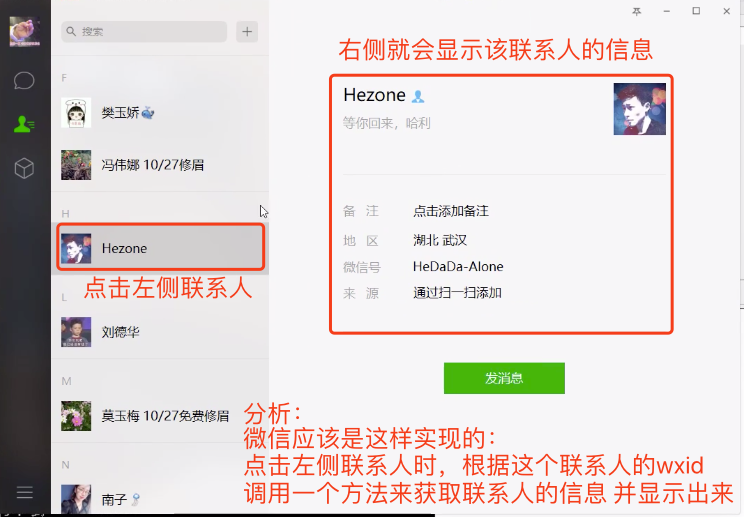 搜索
F
樊玉娇
冯伟娜 10/27修眉
H
Hezone
点击左侧联系人
L
刘德华
M
莫玉梅 10/27免费修眉
N
南子
右侧就会显示该联系人的信息
Hezone
等你回来，哈利
备 注 点击添加备注
地 区 湖北 武汉
微信号 HeDaDa-Alone
来 源 通过扫一扫添加
发消息
分析：
微信应该是这样实现的：
点击左侧联系人时，根据这个联系人的wxid
调用一个方法来获取联系人的信息 并显示出来